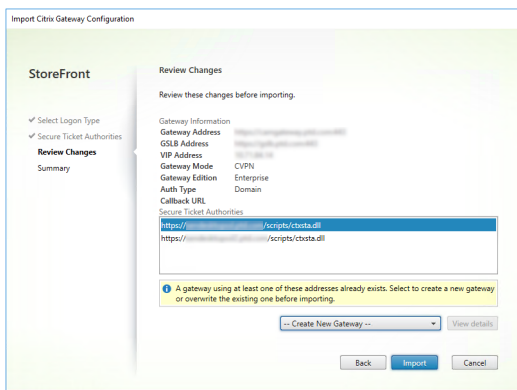 Import Citrix Gateway Configuration
StoreFront
Select Logon Type
Secure Ticket Authorities
Review Changes
Summary
Review Changes
Review these changes before importing.
Gateway Information
Gateway Address
GSLB Address
VIP Address
Gateway Mode CVPN
Gateway Edition Enterprise
Auth Type Domain
Callback URL
Secure Ticket Authorities
https:// /scripts/ctxsta.dll
https:// /scripts/ctxsta.dll
A gateway using at least one of these addresses already exists. Select to create a new gateway
or overwrite the existing one before importing.
-- Create New Gateway -- View details
Back Import Cancel